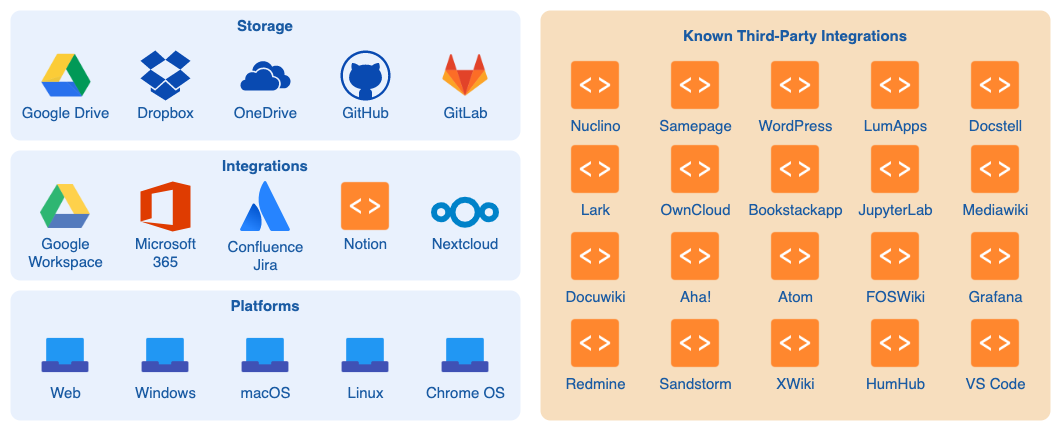 Storage
Google Drive
Dropbox
OneDrive
GitHub
GitLab
Integrations
Google
Workspace
Microsoft
365
Confluence
Jira
Notion
Nextcloud
Platforms
Web
Windows
macOS
Linux
Chrome OS
Known Third-Party Integrations
Nuclino
Samepage
WordPress
LumApps
Docstell
Lark
OwnCloud
Bookstackapp
JupyterLab
Mediawiki
Docuwiki
Aha!
Atom
FOSWiki
Grafana
Redmine
Sandstorm
XWiki
HumHub
VS Code